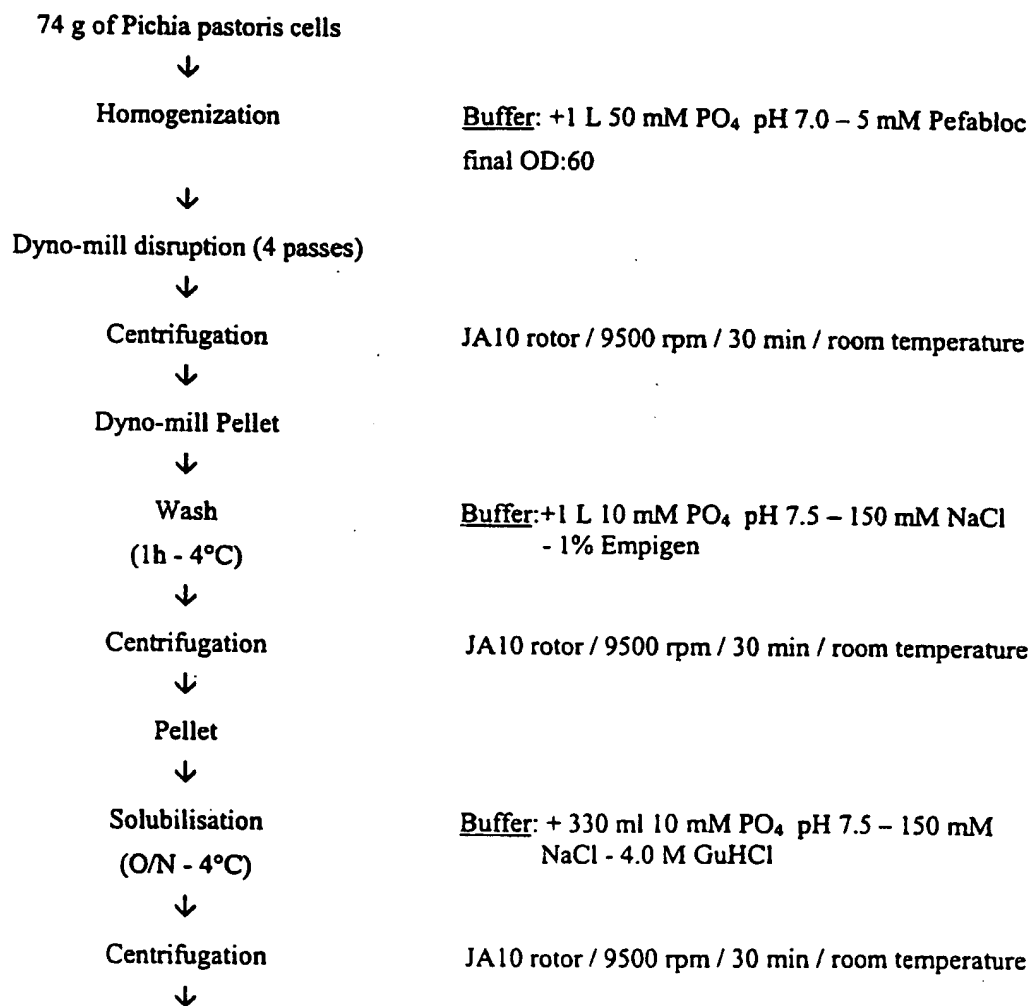 74 g of Pichia pastoris cells
↓
Homogenization Buffer: +1 L 50 mM PO₄ pH 7.0 – 5 mM Pefabloc
final OD:60
↓
Dyno-mill disruption (4 passes)
↓
Centrifugation JA10 rotor / 9500 rpm / 30 min / room temperature
↓
Dyno-mill Pellet
↓
Wash Buffer:+1 L 10 mM PO₄ pH 7.5 – 150 mM NaCl
(1h - 4°C) - 1% Empigen
↓
Centrifugation JA10 rotor / 9500 rpm / 30 min / room temperature
↓
Pellet
↓
Solubilisation Buffer: + 330 ml 10 mM PO₄ pH 7.5 – 150 mM
(O/N - 4°C) NaCl - 4.0 M GuHCl
↓
Centrifugation JA10 rotor / 9500 rpm / 30 min / room temperature
↓